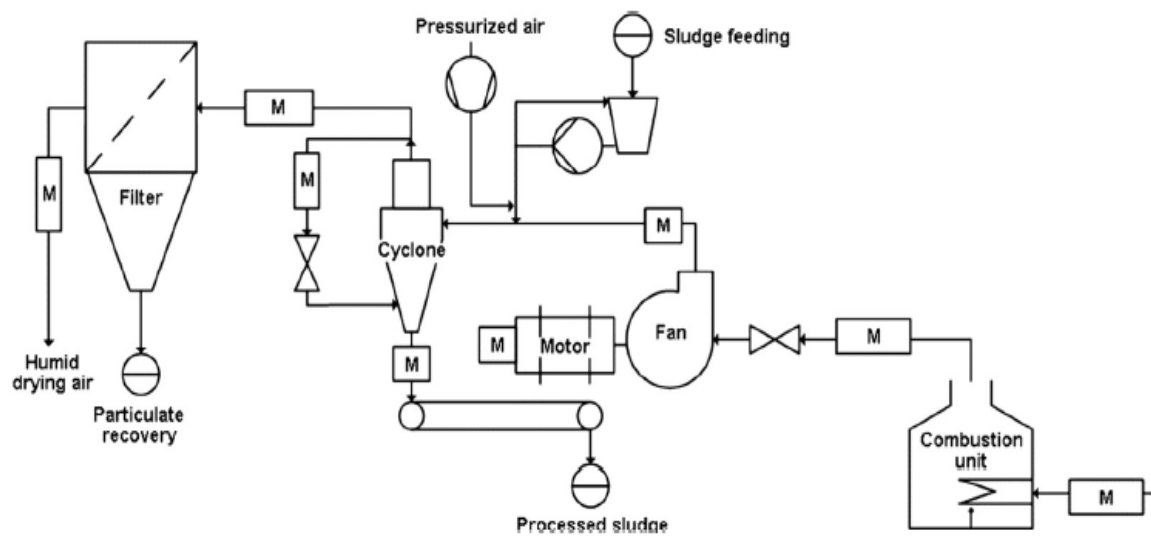 Pressurized air
Sludge feeding
M
M
M
Filter
Cyclone
M
M
Motor
Fan
M
M
Humid
drying air
Particulate
recovery
Combustion
unit
M
Processed sludge